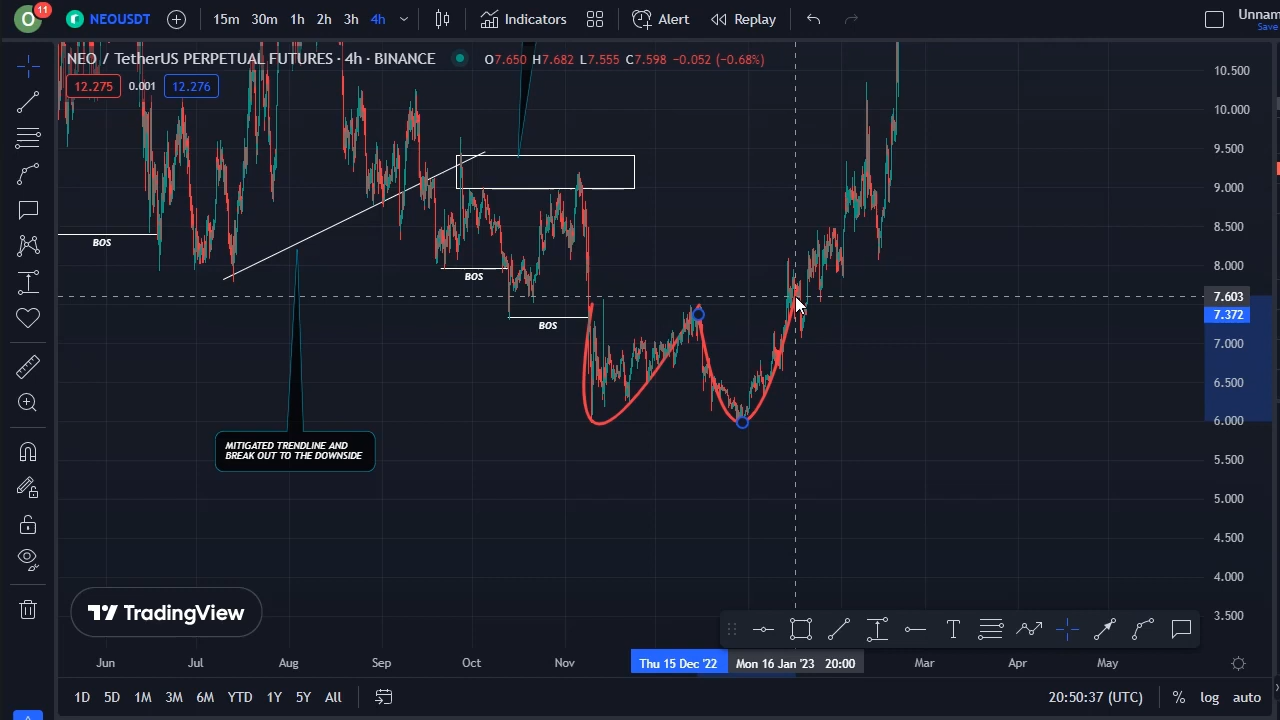 O
11
NEOUSDT
15m 30m 1h 2h 3h 4h
Indicators
Alert
Replay
Unnam
Save
NEO / TetherUS PERPETUAL FUTURES · 4h · BINANCE
O7.650 H7.682 L7.555 C7.598 −0.052 (−0.68%)
12.275 0.001 12.276
10.500
10.000
9.500
9.000
8.500
8.000
7.603
7.372
7.000
6.500
6.000
5.500
5.000
4.500
4.000
3.500
BOS
BOS
BOS
MITIGATED TRENDLINE AND
BREAK OUT TO THE DOWNSIDE
TradingView
T
Jun Jul Aug Sep Oct Nov Thu 15 Dec '22 Mon 16 Jan '23 20:00 Mar Apr May
1D 5D 1M 3M 6M YTD 1Y 5Y All
20:50:37 (UTC) % log auto